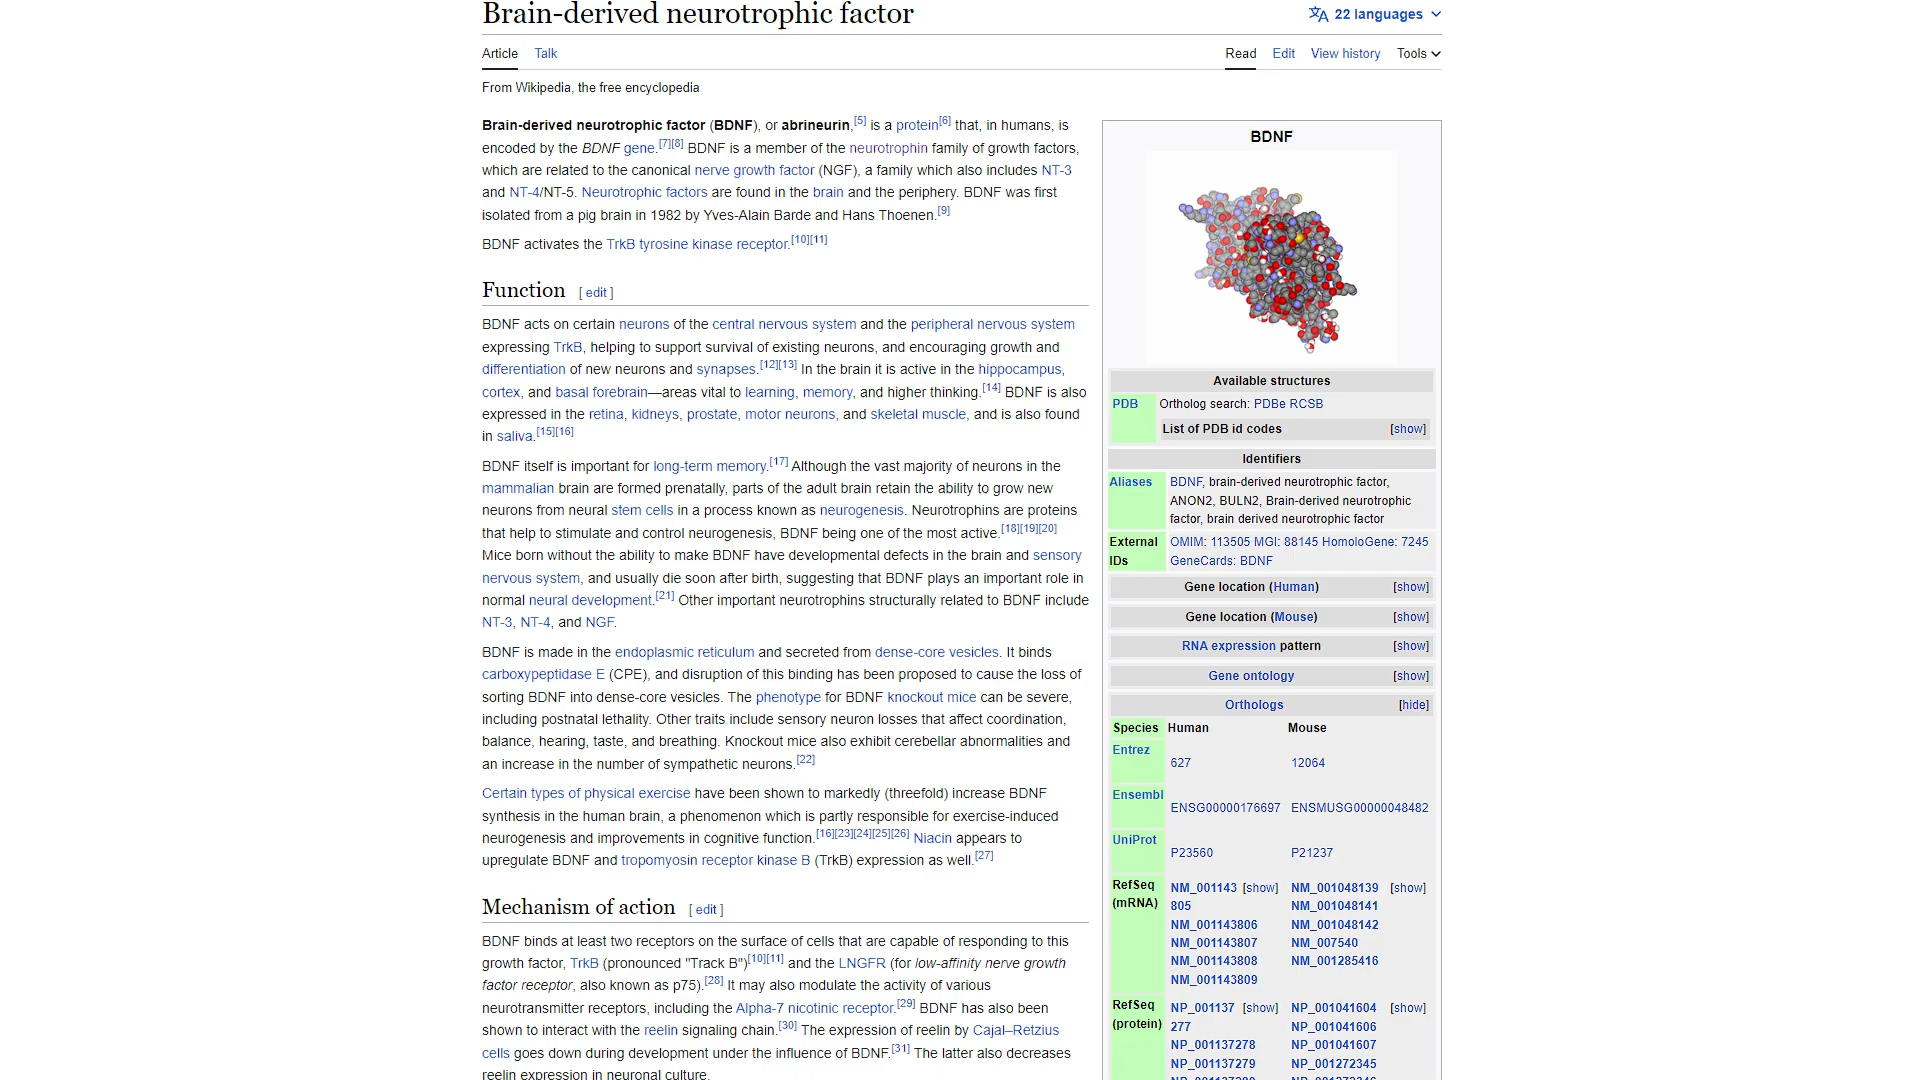 Brain-derived neurotrophic factor
22 languages
Article Talk
Read Edit View history Tools
From Wikipedia, the free encyclopedia
Brain-derived neurotrophic factor (BDNF), or abrineurin,[5] is a protein[6] that, in humans, is
encoded by the BDNF gene.[7][8] BDNF is a member of the neurotrophin family of growth factors,
which are related to the canonical nerve growth factor (NGF), a family which also includes NT-3
and NT-4/NT-5. Neurotrophic factors are found in the brain and the periphery. BDNF was first
isolated from a pig brain in 1982 by Yves-Alain Barde and Hans Thoenen.[9]
BDNF activates the TrkB tyrosine kinase receptor.[10][11]
Function [ edit ]
BDNF acts on certain neurons of the central nervous system and the peripheral nervous system
expressing TrkB, helping to support survival of existing neurons, and encouraging growth and
differentiation of new neurons and synapses.[12][13] In the brain it is active in the hippocampus,
cortex, and basal forebrain—areas vital to learning, memory, and higher thinking.[14] BDNF is also
expressed in the retina, kidneys, prostate, motor neurons, and skeletal muscle, and is also found
in saliva.[15][16]
BDNF itself is important for long-term memory.[17] Although the vast majority of neurons in the
mammalian brain are formed prenatally, parts of the adult brain retain the ability to grow new
neurons from neural stem cells in a process known as neurogenesis. Neurotrophins are proteins
that help to stimulate and control neurogenesis, BDNF being one of the most active.[18][19][20]
Mice born without the ability to make BDNF have developmental defects in the brain and sensory
nervous system, and usually die soon after birth, suggesting that BDNF plays an important role in
normal neural development.[21] Other important neurotrophins structurally related to BDNF include
NT-3, NT-4, and NGF.
BDNF is made in the endoplasmic reticulum and secreted from dense-core vesicles. It binds
carboxypeptidase E (CPE), and disruption of this binding has been proposed to cause the loss of
sorting BDNF into dense-core vesicles. The phenotype for BDNF knockout mice can be severe,
including postnatal lethality. Other traits include sensory neuron losses that affect coordination,
balance, hearing, taste, and breathing. Knockout mice also exhibit cerebellar abnormalities and
an increase in the number of sympathetic neurons.[22]
Certain types of physical exercise have been shown to markedly (threefold) increase BDNF
synthesis in the human brain, a phenomenon which is partly responsible for exercise-induced
neurogenesis and improvements in cognitive function.[16][23][24][25][26] Niacin appears to
upregulate BDNF and tropomyosin receptor kinase B (TrkB) expression as well.[27]
Mechanism of action [ edit ]
BDNF binds at least two receptors on the surface of cells that are capable of responding to this
growth factor, TrkB (pronounced "Track B")[10][11] and the LNGFR (for low-affinity nerve growth
factor receptor, also known as p75).[28] It may also modulate the activity of various
neurotransmitter receptors, including the Alpha-7 nicotinic receptor.[29] BDNF has also been
shown to interact with the reelin signaling chain.[30] The expression of reelin by Cajal–Retzius
cells goes down during development under the influence of BDNF.[31] The latter also decreases
reelin expression in neuronal culture.
BDNF
Available structures
PDB Ortholog search: PDBe RCSB
List of PDB id codes [show]
Identifiers
Aliases BDNF, brain-derived neurotrophic factor,
ANON2, BULN2, Brain-derived neurotrophic
factor, brain derived neurotrophic factor
External OMIM: 113505 MGI: 88145 HomoloGene: 7245
IDs GeneCards: BDNF
Gene location (Human) [show]
Gene location (Mouse) [show]
RNA expression pattern [show]
Gene ontology [show]
Orthologs [hide]
Species Human Mouse
Entrez
627 12064
Ensembl
ENSG00000176697 ENSMUSG00000048482
UniProt
P23560 P21237
RefSeq NM_001143 [show] NM_001048139 [show]
(mRNA) 805 NM_001048141
NM_001143806 NM_001048142
NM_001143807 NM_007540
NM_001143808 NM_001285416
NM_001143809
RefSeq NP_001137 [show] NP_001041604 [show]
(protein) 277 NP_001041606
NP_001137278 NP_001041607
NP_001137279 NP_001272345